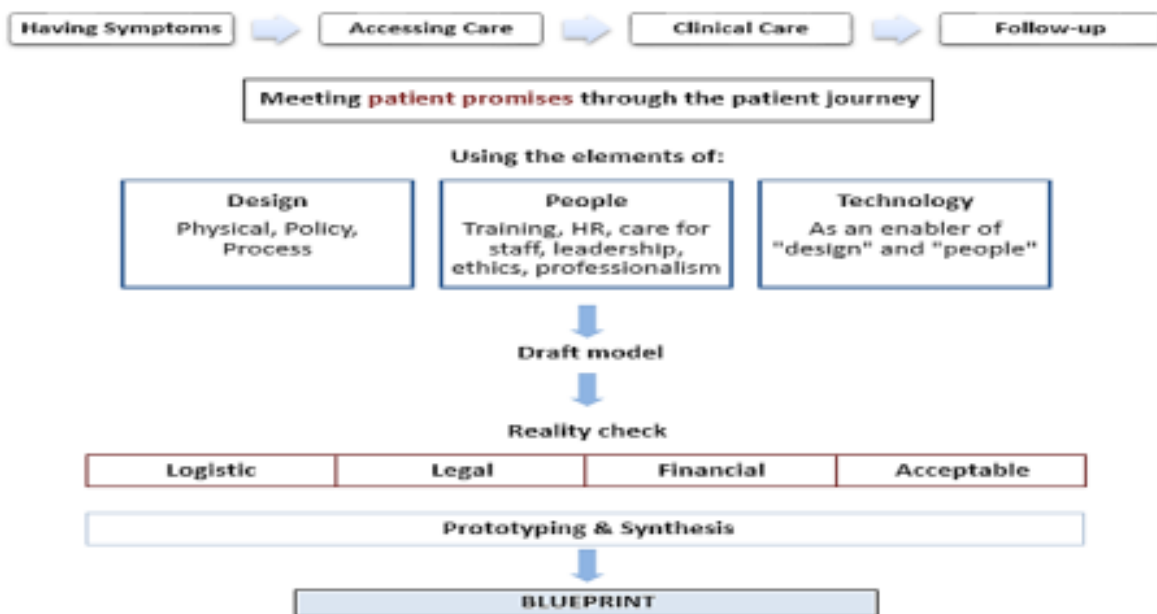 Having Symptoms
Accessing Care
Clinical Care
Follow-up
Meeting patient promises through the patient journey
Using the elements of:
Design
Physical, Policy,
Process
People
Training, HR, care for
staff, leadership,
ethics, professionalism
Technology
As an enabler of
"design" and "people"
Draft model
Reality check
Logistic
Legal
Financial
Acceptable
Prototyping & Synthesis
BLUEPRINT